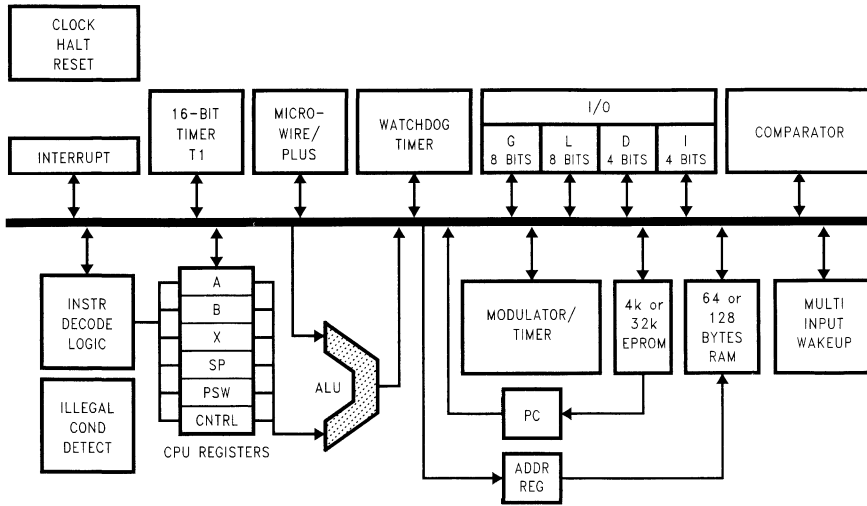 CLOCK
HALT
RESET
INTERRUPT
16-BIT
TIMER
T1
MICRO-
WIRE/
PLUS
WATCHDOG
TIMER
I/O
G
8 BITS
L
8 BITS
D
4 BITS
I
4 BITS
COMPARATOR
INSTR
DECODE
LOGIC
ILLEGAL
COND
DETECT
A
B
X
SP
PSW
CNTRL
CPU REGISTERS
ALU
MODULATOR/
TIMER
4k or
32k
EPROM
64 or
128
BYTES
RAM
MULTI
INPUT
WAKEUP
PC
ADDR
REG